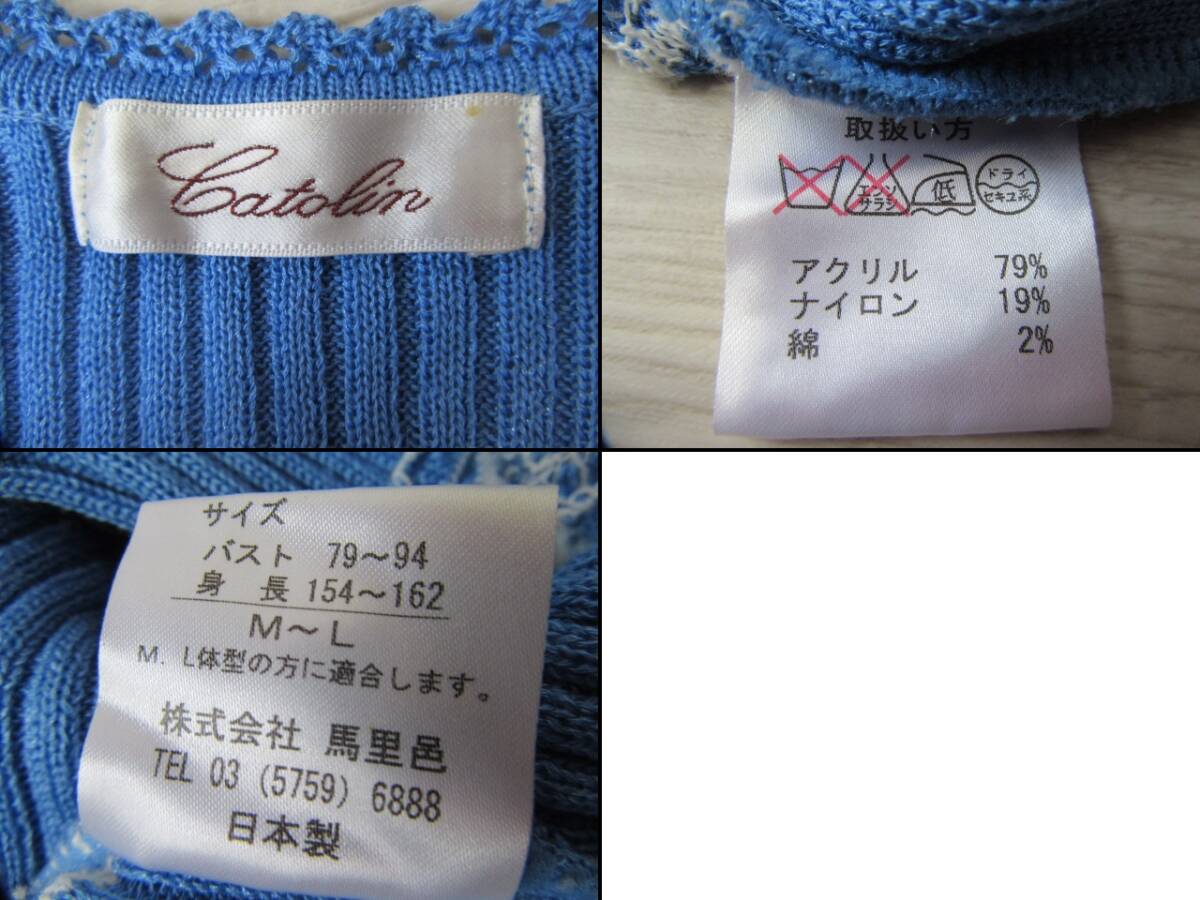 Catolin
取扱い方
エンソ
サラシ
低
ドライ
セキユ系
アクリル 79%
ナイロン 19%
綿 2%
サイズ
バスト 79〜94
身 長 154〜162
M〜L
M. L体型の方に適合します。
株式会社 馬里邑
TEL 03 (5759) 6888
日本製